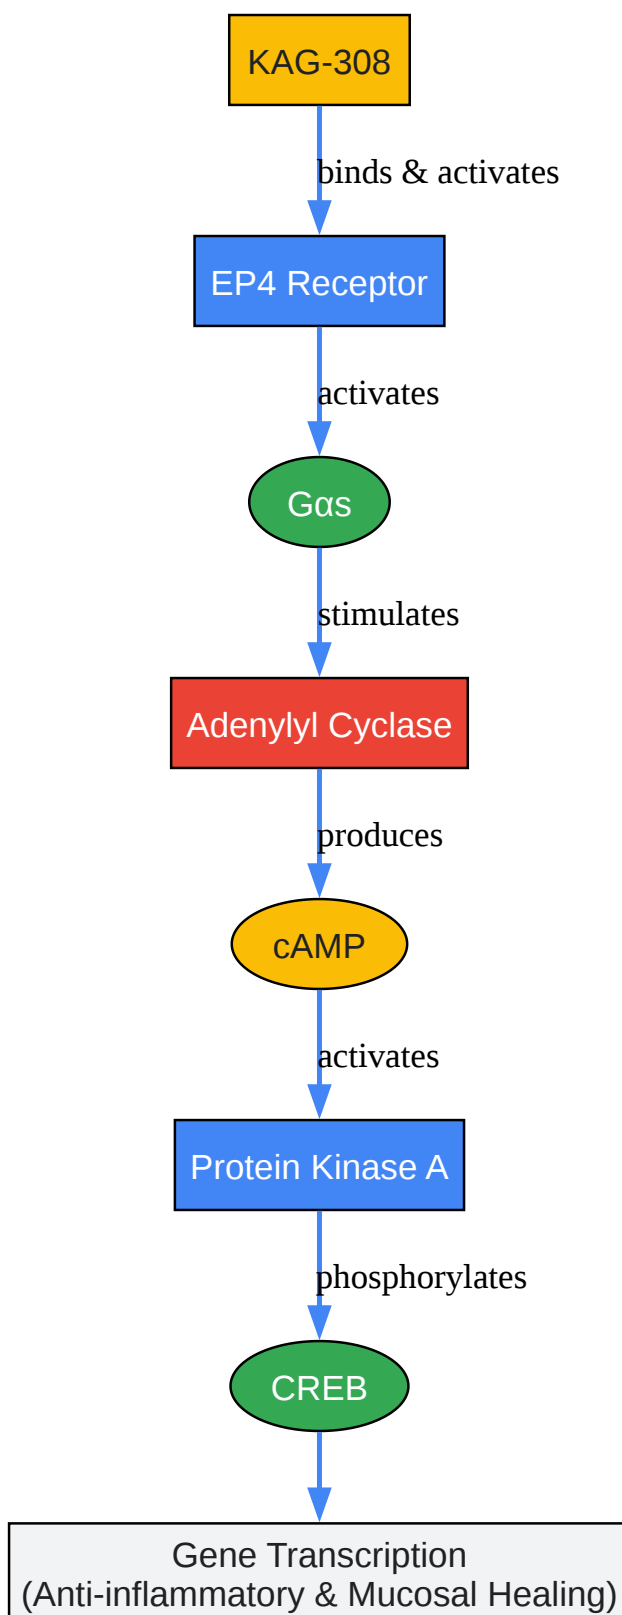 KAG-308
binds & activates
EP4 Receptor
activates
Gαs
stimulates
Adenylyl Cyclase
produces
cAMP
activates
Protein Kinase A
phosphorylates
CREB
Gene Transcription
(Anti-inflammatory & Mucosal Healing)